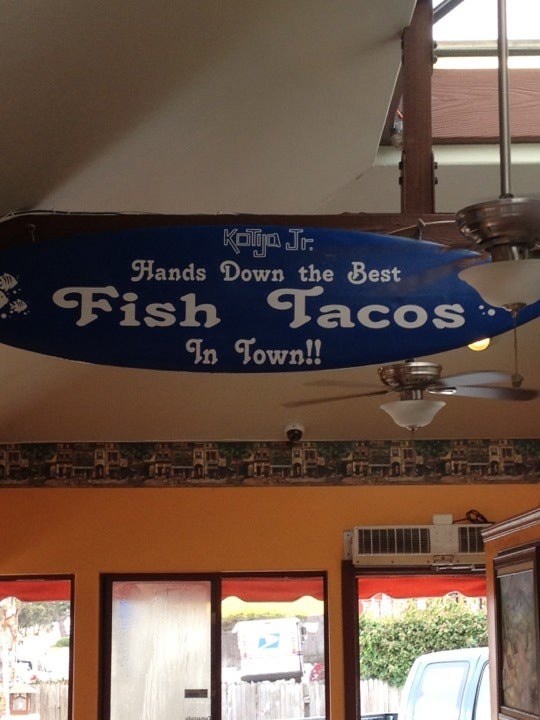 Kotija Jr.
Hands Down the Best
Fish Tacos
In Town!!